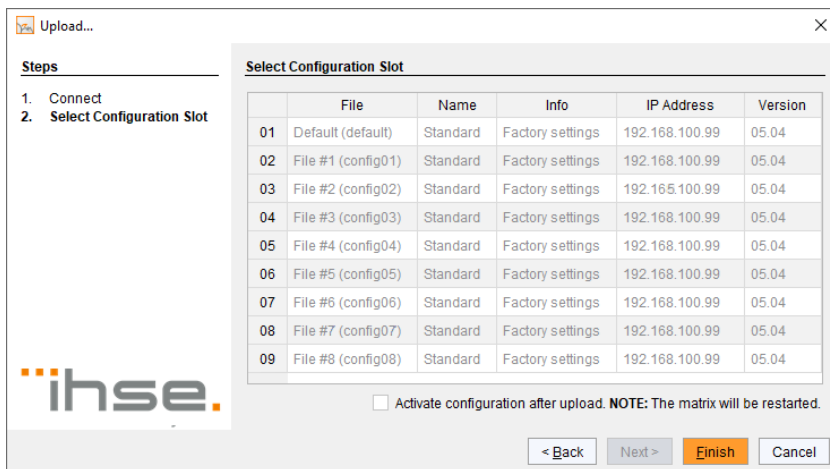 Upload...
Steps
1. Connect
2. Select Configuration Slot
Select Configuration Slot
File Name Info IP Address Version
01 Default (default) Standard Factory settings 192.168.100.99 05.04
02 File #1 (config01) Standard Factory settings 192.168.100.99 05.04
03 File #2 (config02) Standard Factory settings 192.165.100.99 05.04
04 File #3 (config03) Standard Factory settings 192.168.100.99 05.04
05 File #4 (config04) Standard Factory settings 192.168.100.99 05.04
06 File #5 (config05) Standard Factory settings 192.168.100.99 05.04
07 File #6 (config06) Standard Factory settings 192.168.100.99 05.04
08 File #7 (config07) Standard Factory settings 192.168.100.99 05.04
09 File #8 (config08) Standard Factory settings 192.168.100.99 05.04
ihse.
Activate configuration after upload. NOTE: The matrix will be restarted.
< Back Next > Finish Cancel